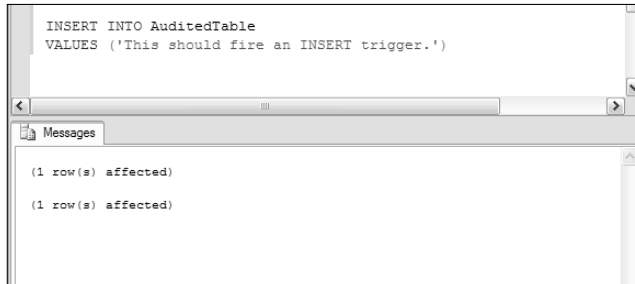 INSERT INTO AuditedTable
VALUES ('This should fire an INSERT trigger.')
Messages
(1 row(s) affected)
(1 row(s) affected)